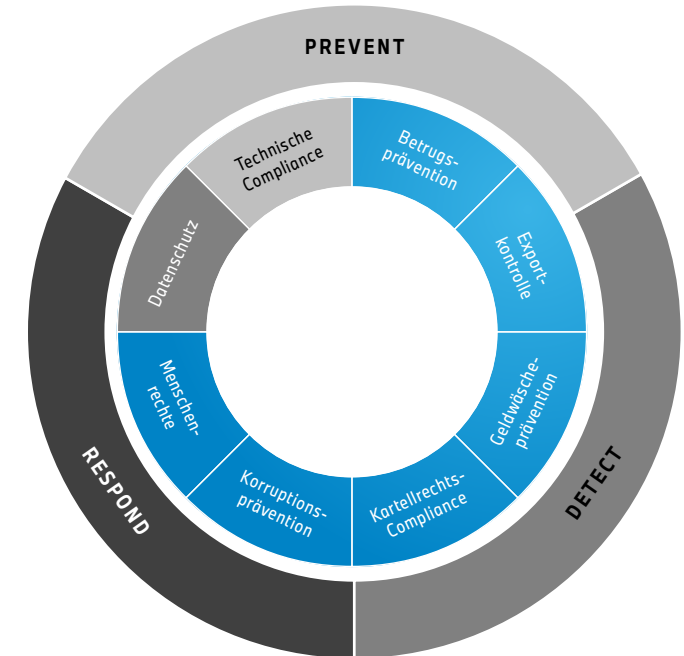 PREVENT
Technische
Compliance
Betrugs-
prävention
Export-
kontrolle
Datenschutz
Geldwäsche-
prävention
Menschen-
rechte
Korruptions-
prävention
Kartellrechts-
Compliance
RESPOND
DETECT